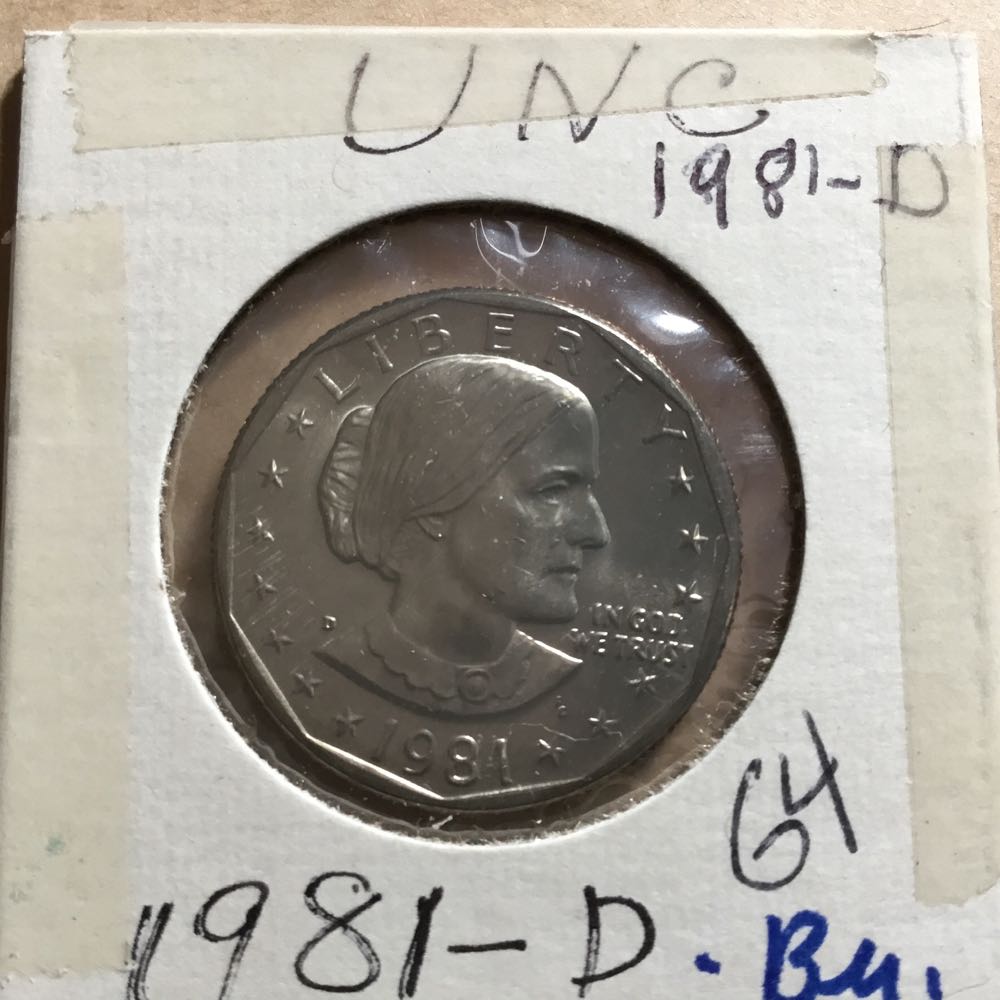 UNC
1981-D
LIBERTY
D
IN GOD
WE TRUST
1981
64
1981-D. Bu.